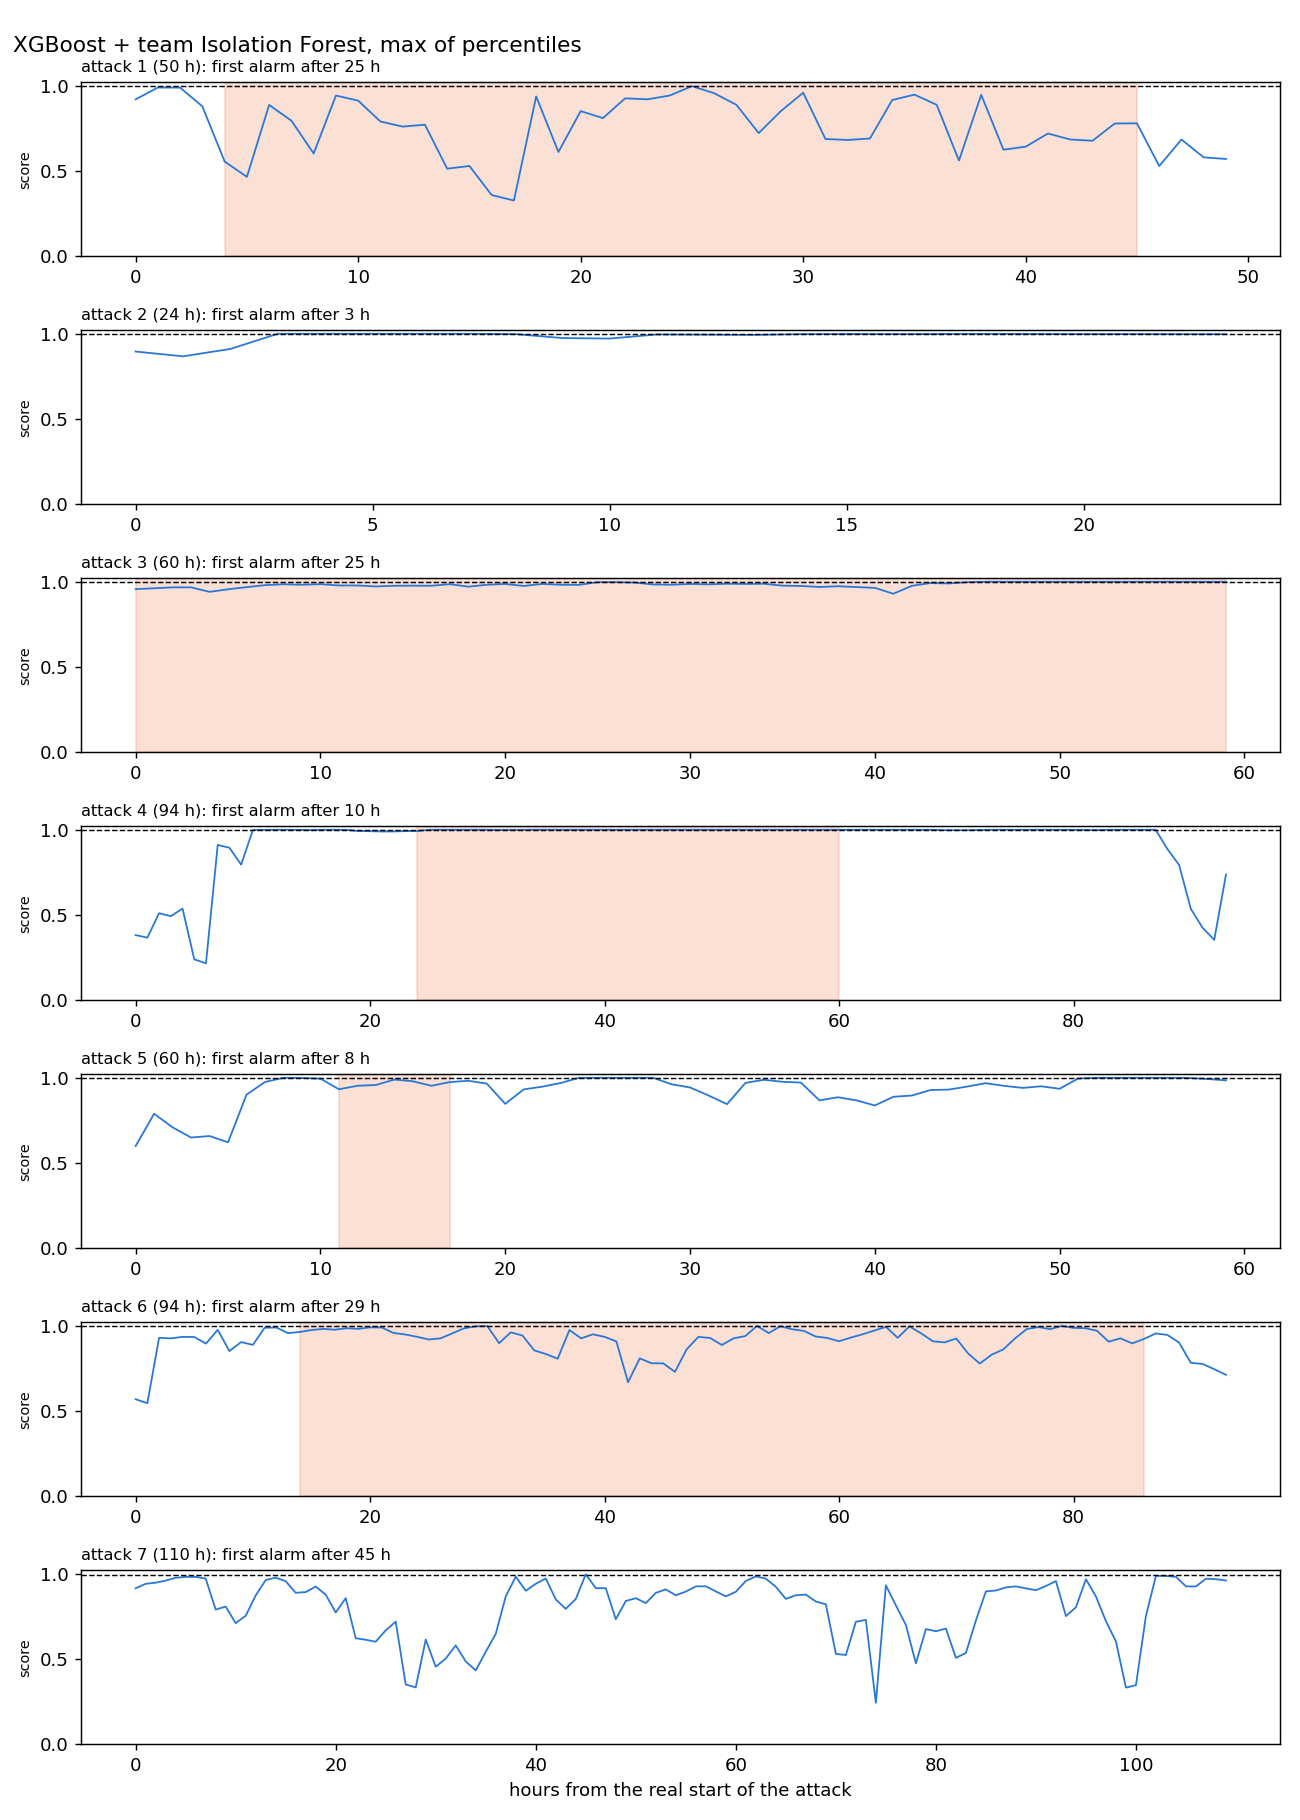 XGBoost + team Isolation Forest, max of percentiles
attack 1 (50 h): first alarm after 25 h
1.0
0.5
0.0
score
0 10 20 30 40 50
attack 2 (24 h): first alarm after 3 h
1.0
0.5
0.0
score
0 5 10 15 20
attack 3 (60 h): first alarm after 25 h
1.0
0.5
0.0
score
0 10 20 30 40 50 60
attack 4 (94 h): first alarm after 10 h
1.0
0.5
0.0
score
0 20 40 60 80
attack 5 (60 h): first alarm after 8 h
1.0
0.5
0.0
score
0 10 20 30 40 50 60
attack 6 (94 h): first alarm after 29 h
1.0
0.5
0.0
score
0 20 40 60 80
attack 7 (110 h): first alarm after 45 h
1.0
0.5
0.0
score
0 20 40 60 80 100
hours from the real start of the attack